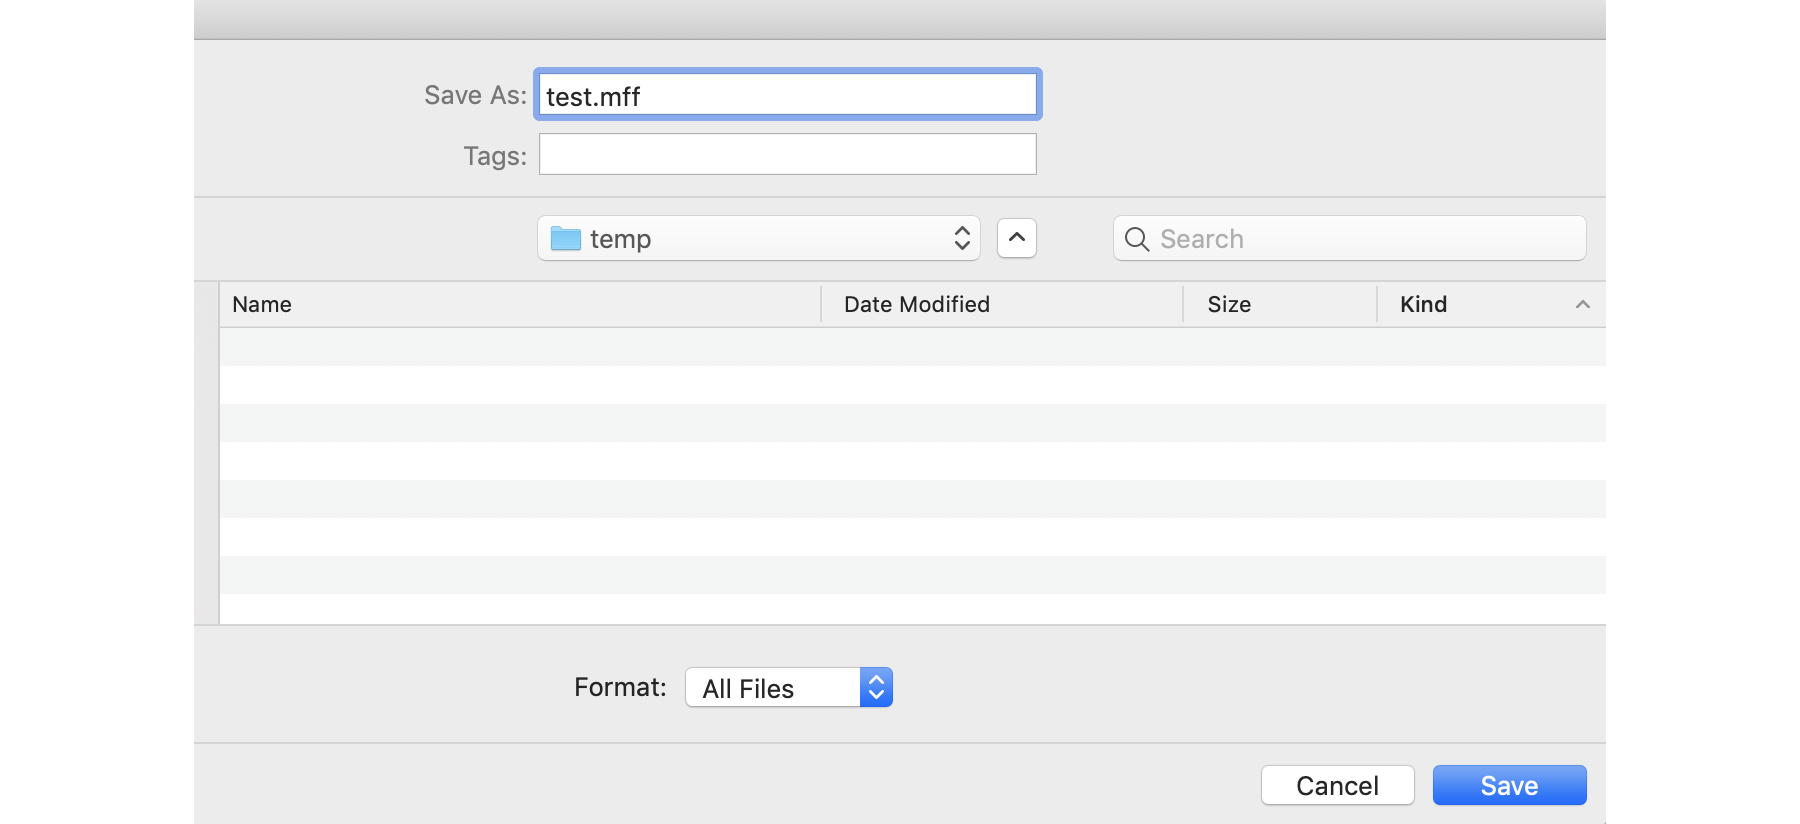 Save As: test.mff
Tags:
temp Search
Name Date Modified Size Kind
Format: All Files
Cancel Save